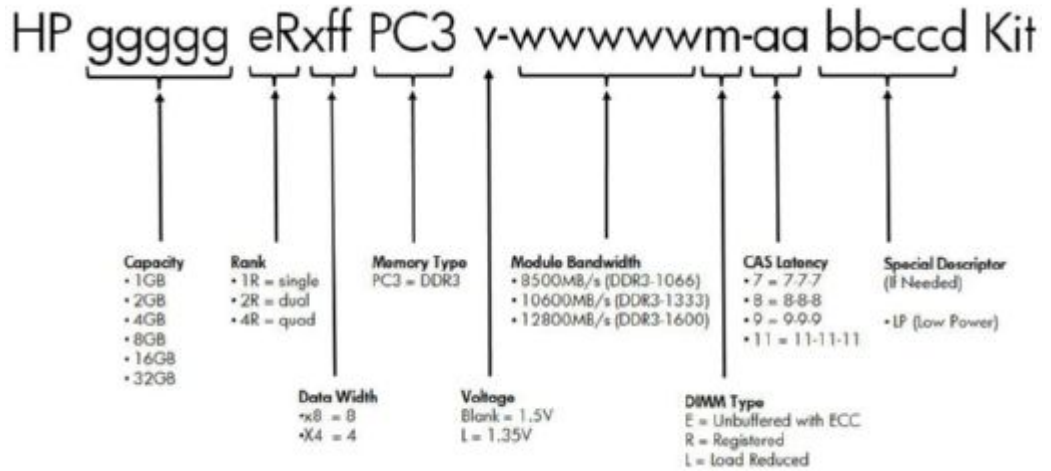 HP ggggg eRxff PC3 v-wwwwwm-aa bb-ccd Kit
Capacity
• 1GB
• 2GB
• 4GB
• 8GB
• 16GB
• 32GB
Rank
• 1R = single
• 2R = dual
• 4R = quad
Memory Type
PC3 = DDR3
Module Bandwidth
• 8500MB/s (DDR3-1066)
• 10600MB/s (DDR3-1333)
• 12800MB/s (DDR3-1600)
CAS Latency
• 7 = 7-7-7
• 8 = 8-8-8
• 9 = 9-9-9
• 11 = 11-11-11
Special Descriptor
(If Needed)
• LP (Low Power)
Data Width
•x8 = 8
•X4 = 4
Voltage
Blank = 1.5V
L = 1.35V
DIMM Type
E = Unbuffered with ECC
R = Registered
L = Load Reduced